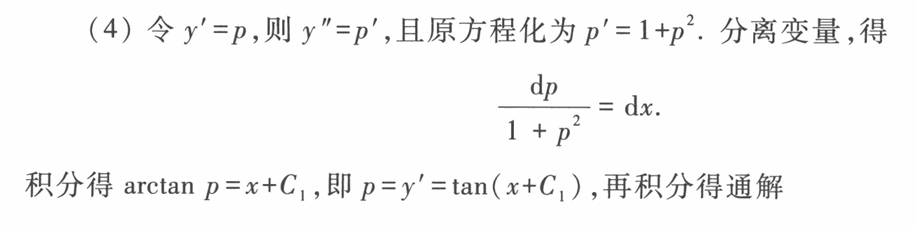 (4) 令 y′=p,则 y″=p′,且原方程化为 p′=1+p². 分离变量,得
dp/(1+p²)=dx.
积分得 arctan p=x+C₁,即 p=y′=tan(x+C₁),再积分得通解